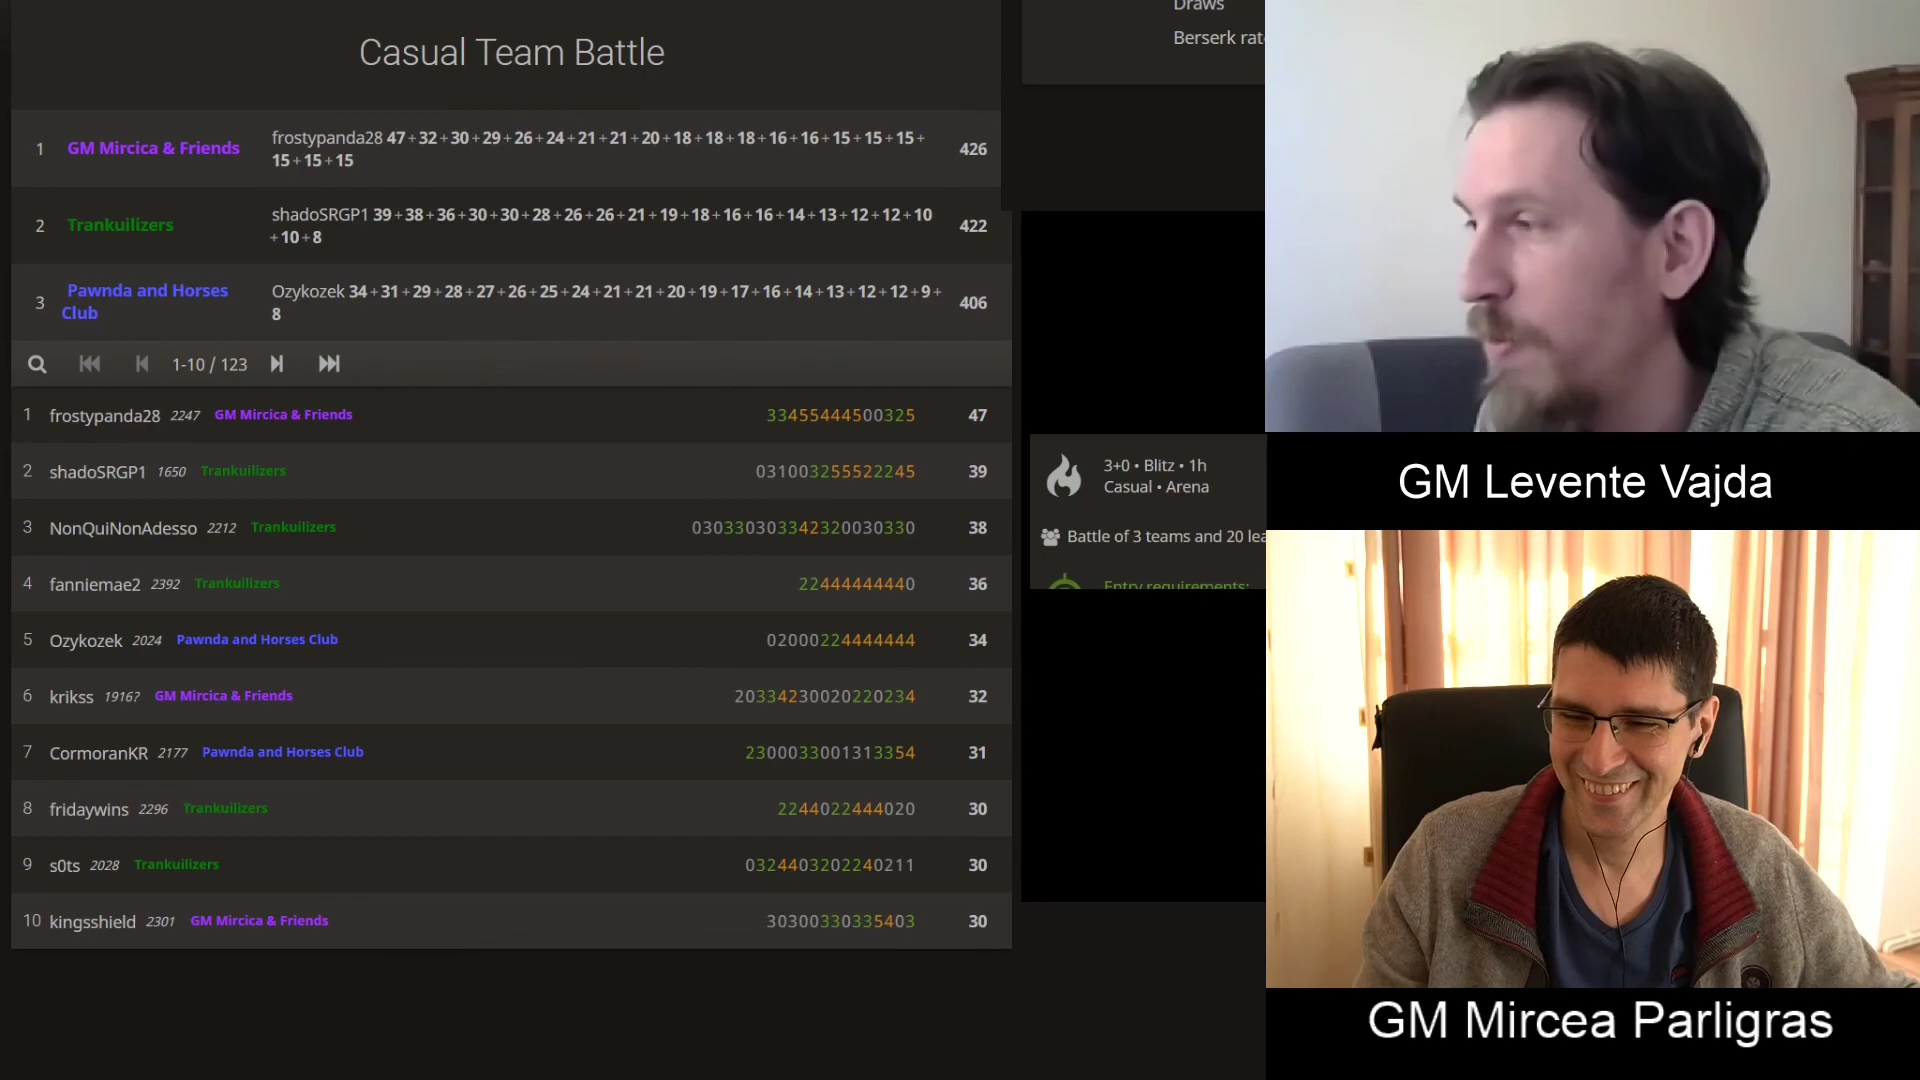 Casual Team Battle
1 GM Mircica & Friends frostypanda28 47+32+30+29+26+24+21+21+20+18+18+18+16+16+15+15+15+
15+15+15 426
2 Trankuilizers shadoSRGP1 39+38+36+30+30+28+26+26+21+19+18+16+16+14+13+12+12+10
+10+8 422
3 Pawnda and Horses Club Ozykozek 34+31+29+28+27+26+25+24+21+21+20+19+17+16+14+13+12+12+9+
8 406
1-10 / 123
1 frostypanda28 2247 GM Mircica & Friends 33455444500325 47
2 shadoSRGP1 1650 Trankuilizers 031003255522245 39
3 NonQuiNonAdesso 2212 Trankuilizers 030330303342320030330 38
4 fanniemae2 2392 Trankuilizers 22444444440 36
5 Ozykozek 2024 Pawnda and Horses Club 02000224444444 34
6 krikss 1916? GM Mircica & Friends 20334230020220234 32
7 CormoranKR 2177 Pawnda and Horses Club 2300033001313354 31
8 fridaywins 2296 Trankuilizers 2244022444020 30
9 s0ts 2028 Trankuilizers 0324403202240211 30
10 kingsshield 2301 GM Mircica & Friends 30300330335403 30
Draws
Berserk rat
3+0 • Blitz • 1h
Casual • Arena
Battle of 3 teams and 20 lea
Entry requirements:
GM Levente Vajda
GM Mircea Parligras